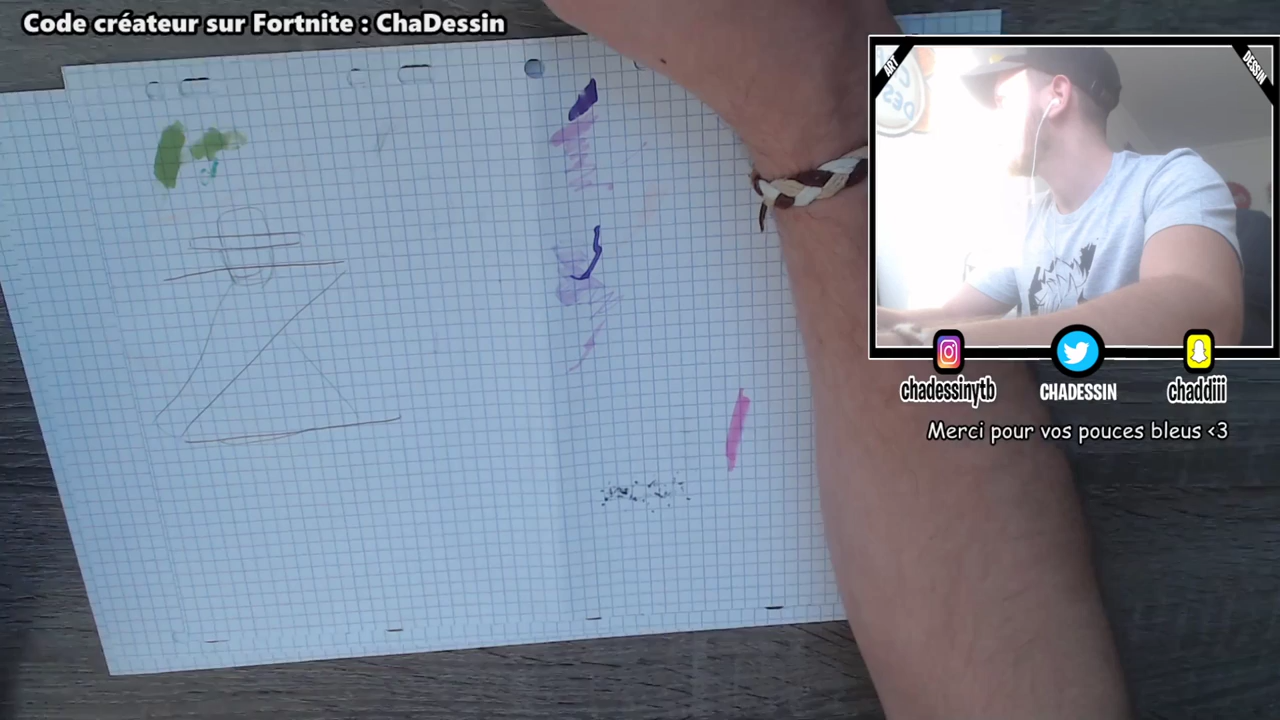 Code créateur sur Fortnite : ChaDessin
ART
DESSIN
chadessinytb
CHADESSIN
chaddiii
Merci pour vos pouces bleus <3